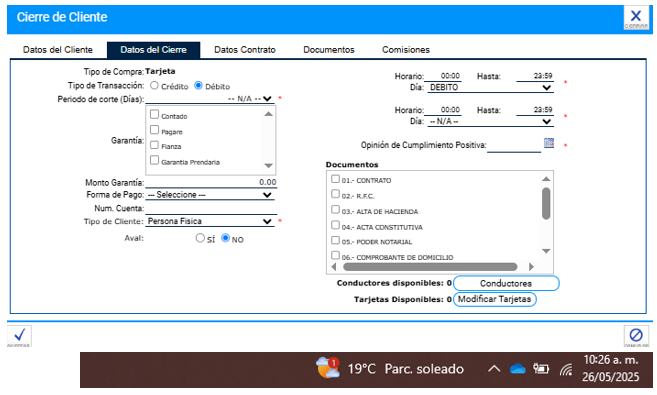 Cierre de Cliente
X
CERRAR
Datos del Cliente Datos del Cierre Datos Contrato Documentos Comisiones
Tipo de Compra: Tarjeta
Tipo de Transacción: Crédito Débito
Periodo de corte (Días): -- N/A -- *
Garantía:
Contado
Pagare
Fianza
Garantia Prendaria
Monto Garantía: 0.00
Forma de Pago: --- Seleccione ---
Num. Cuenta:
Tipo de Cliente: Persona Fisica *
Aval: SÍ NO
Horario: 00:00 Hasta: 23:59
Día: DEBITO *
Horario: 00:00 Hasta: 23:59
Día: -- N/A -- *
Opinión de Cumplimiento Positiva: *
Documentos
01.- CONTRATO
02.- R.F.C.
03.- ALTA DE HACIENDA
04.- ACTA CONSTITUTIVA
05.- PODER NOTARIAL
06.- COMPROBANTE DE DOMICILIO
Conductores disponibles: 0 Conductores
Tarjetas Disponibles: 0 Modificar Tarjetas
1
19°C Parc. soleado
10:26 a. m.
26/05/2025